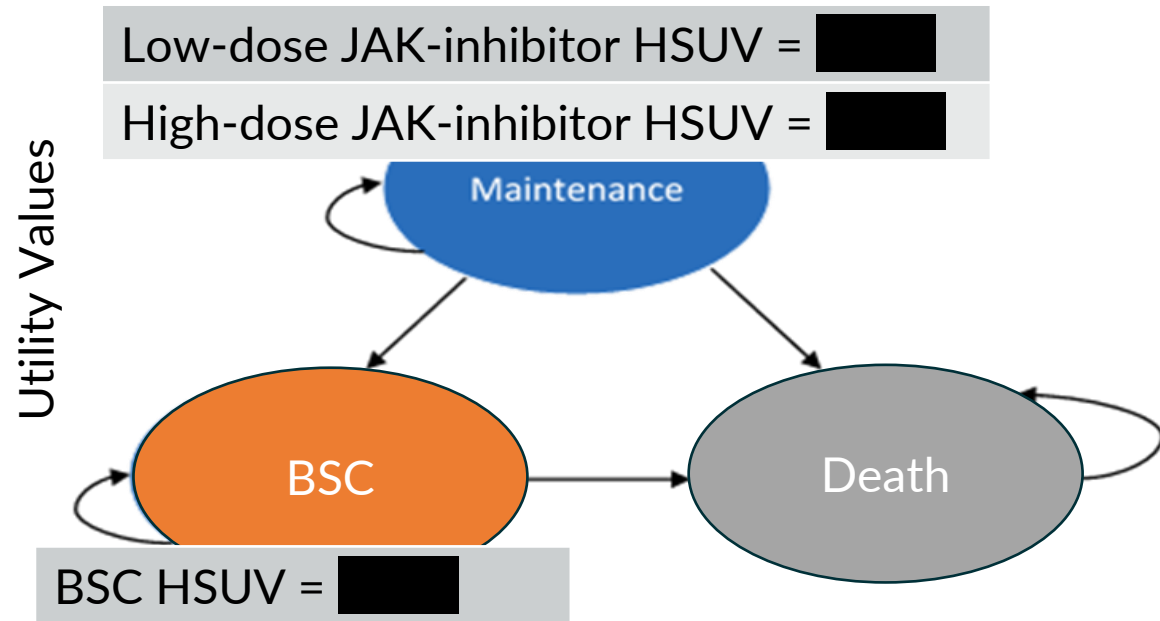 Low-dose JAK-inhibitor HSUV =
High-dose JAK-inhibitor HSUV =
Utility Values
Maintenance
BSC
Death
BSC HSUV =